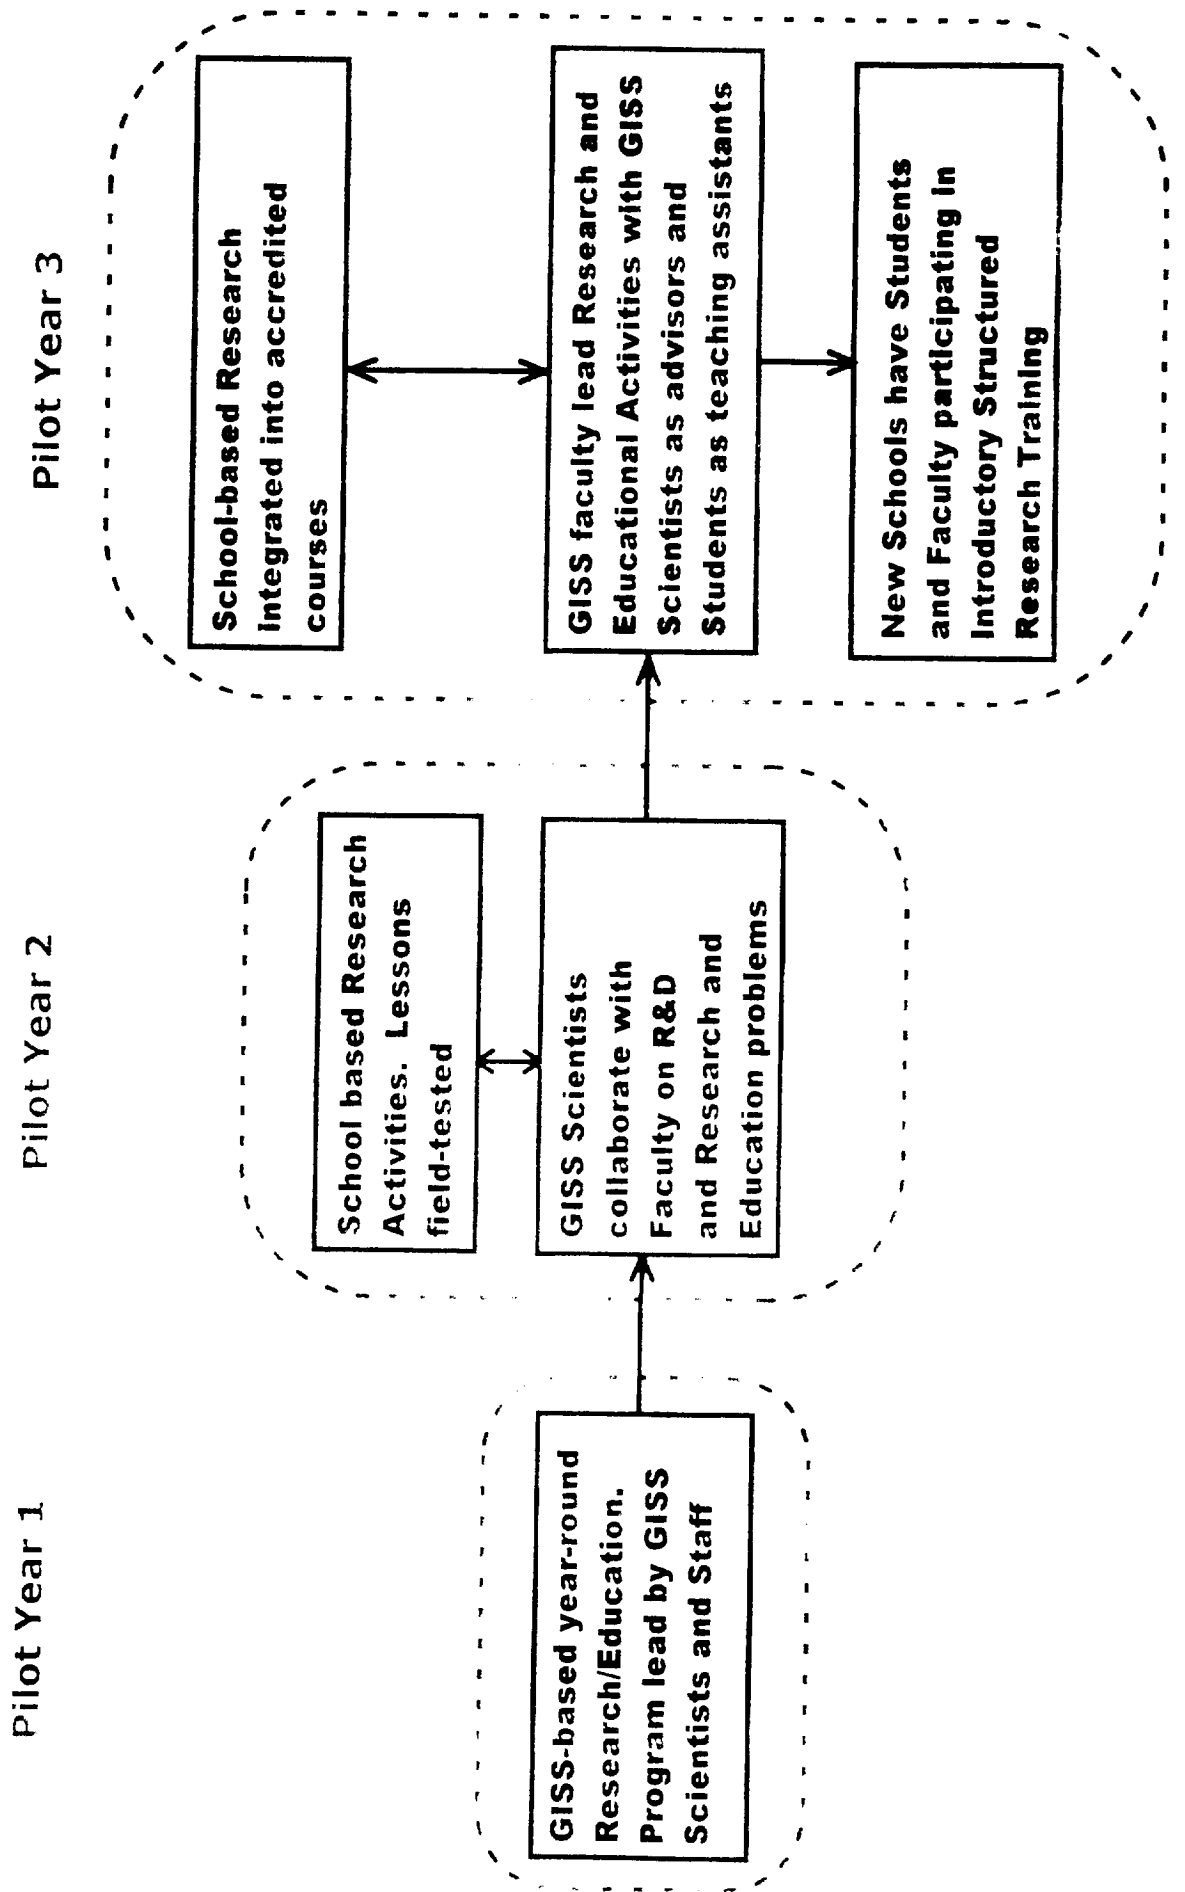 Pilot Year 1
GISS-based year-round
Research/Education.
Program lead by GISS
Scientists and Staff
Pilot Year 2
School based Research
Activities. Lessons
field-tested
GISS Scientists
collaborate with
Faculty on R&D
and Research and
Education problems
Pilot Year 3
School-based Research
Integrated into accredited
courses
GISS faculty lead Research and
Educational Activities with GISS
Scientists as advisors and
Students as teaching assistants
New Schools have Students
and Faculty participating in
Introductory Structured
Research Training